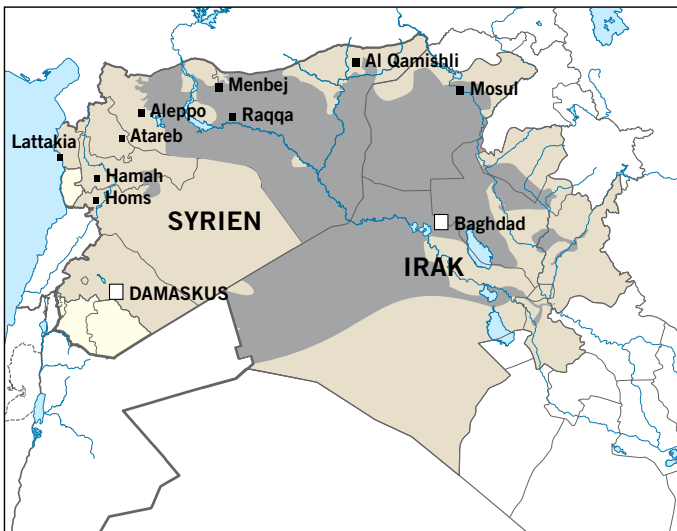 Al Qamishli
Menbej
Mosul
Aleppo
Raqqa
Atareb
Lattakia
Hamah
Homs
SYRIEN
Baghdad
IRAK
DAMASKUS